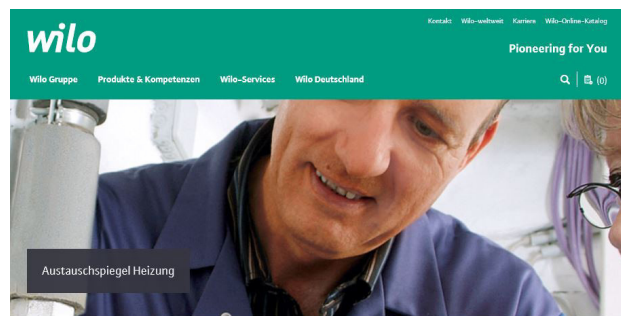 Kontakt Wilo-weltweit Karriere Wilo-Online-Katalog
wilo
Pioneering for You
Wilo Gruppe Produkte & Kompetenzen Wilo-Services Wilo Deutschland (0)
Austauschspiegel Heizung